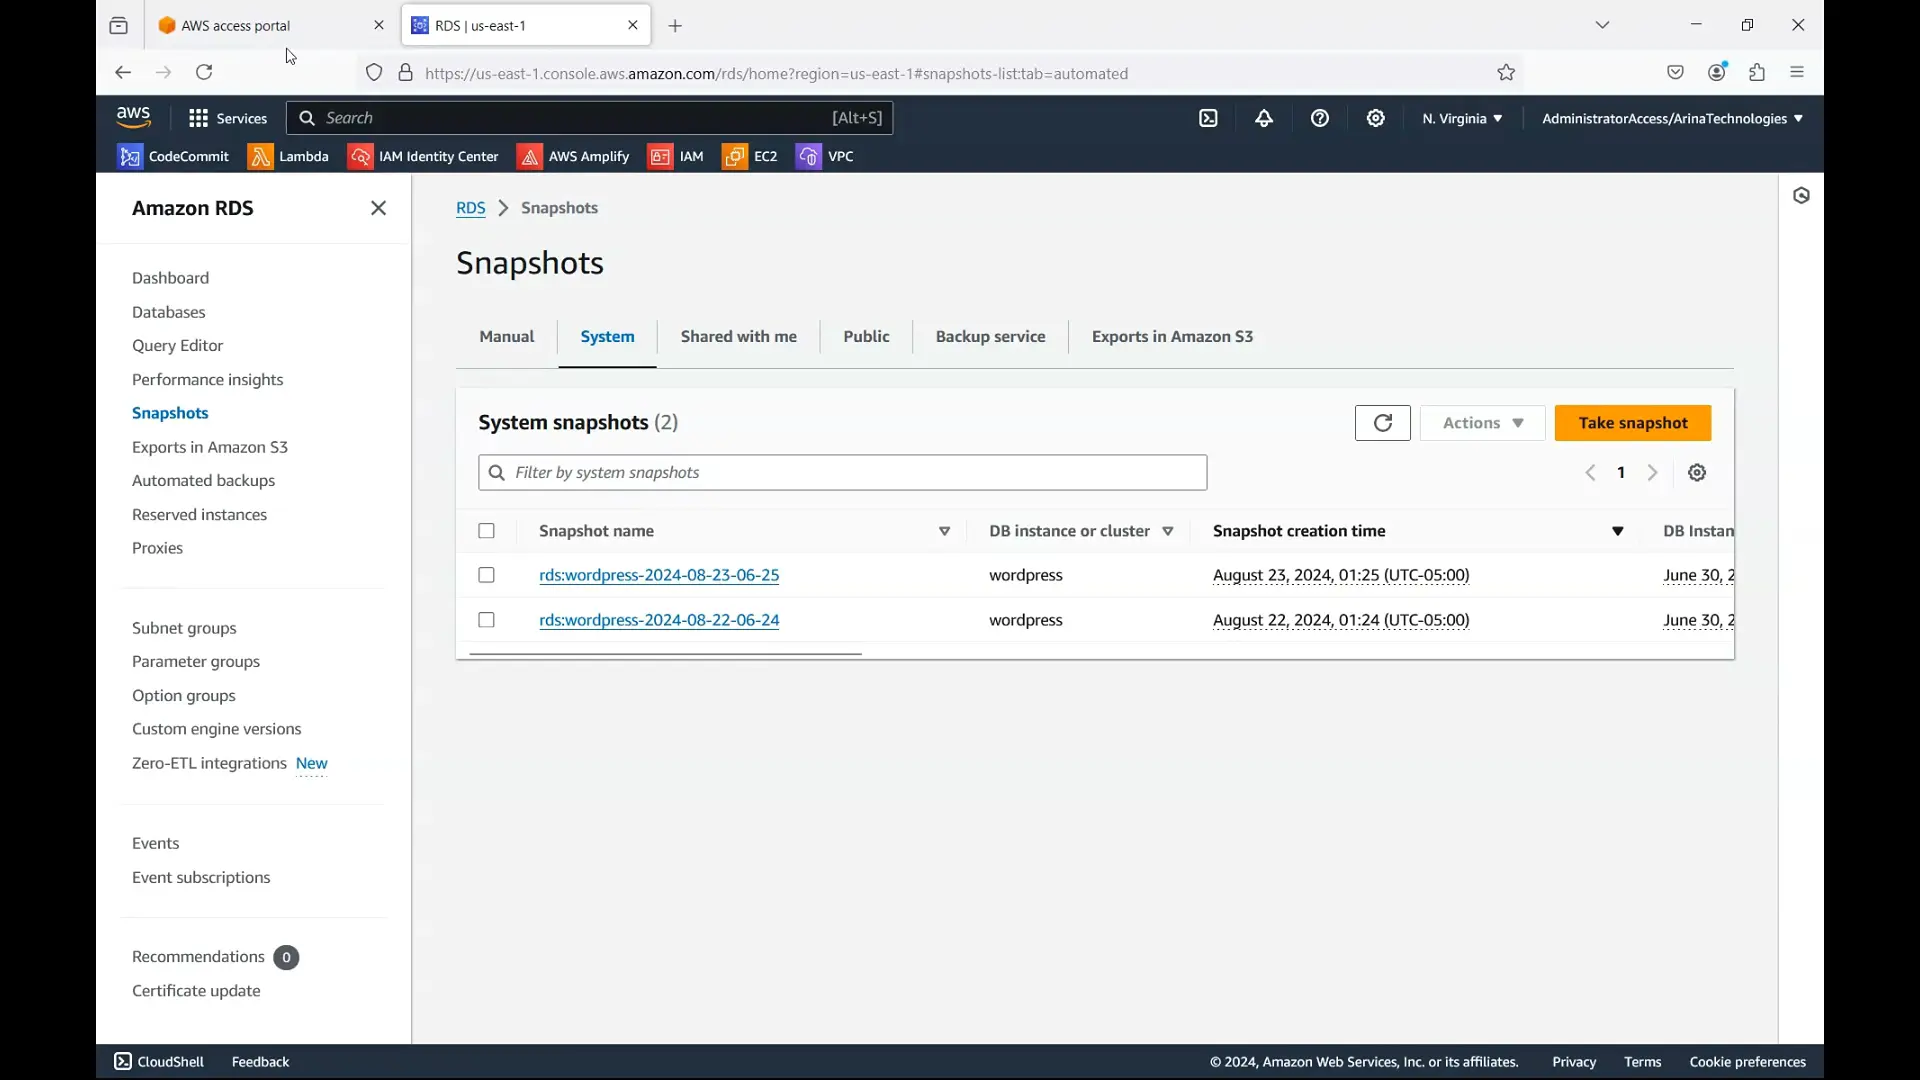 AWS access portal
RDS | us-east-1
https://us-east-1.console.aws.amazon.com/rds/home?region=us-east-1#snapshots-list:tab=automated
aws
Services
Search
[Alt+S]
N. Virginia
AdministratorAccess/ArinaTechnologies
CodeCommit
Lambda
IAM Identity Center
AWS Amplify
IAM
EC2
VPC
Amazon RDS
Dashboard
Databases
Query Editor
Performance insights
Snapshots
Exports in Amazon S3
Automated backups
Reserved instances
Proxies
Subnet groups
Parameter groups
Option groups
Custom engine versions
Zero-ETL integrations New
Events
Event subscriptions
Recommendations 0
Certificate update
RDS
Snapshots
Snapshots
Manual
System
Shared with me
Public
Backup service
Exports in Amazon S3
System snapshots (2)
Actions
Take snapshot
Filter by system snapshots
1
Snapshot name
DB instance or cluster
Snapshot creation time
DB Instan
rds:wordpress-2024-08-23-06-25
wordpress
August 23, 2024, 01:25 (UTC-05:00)
June 30, 2
rds:wordpress-2024-08-22-06-24
wordpress
August 22, 2024, 01:24 (UTC-05:00)
June 30, 2
CloudShell
Feedback
© 2024, Amazon Web Services, Inc. or its affiliates.
Privacy
Terms
Cookie preferences